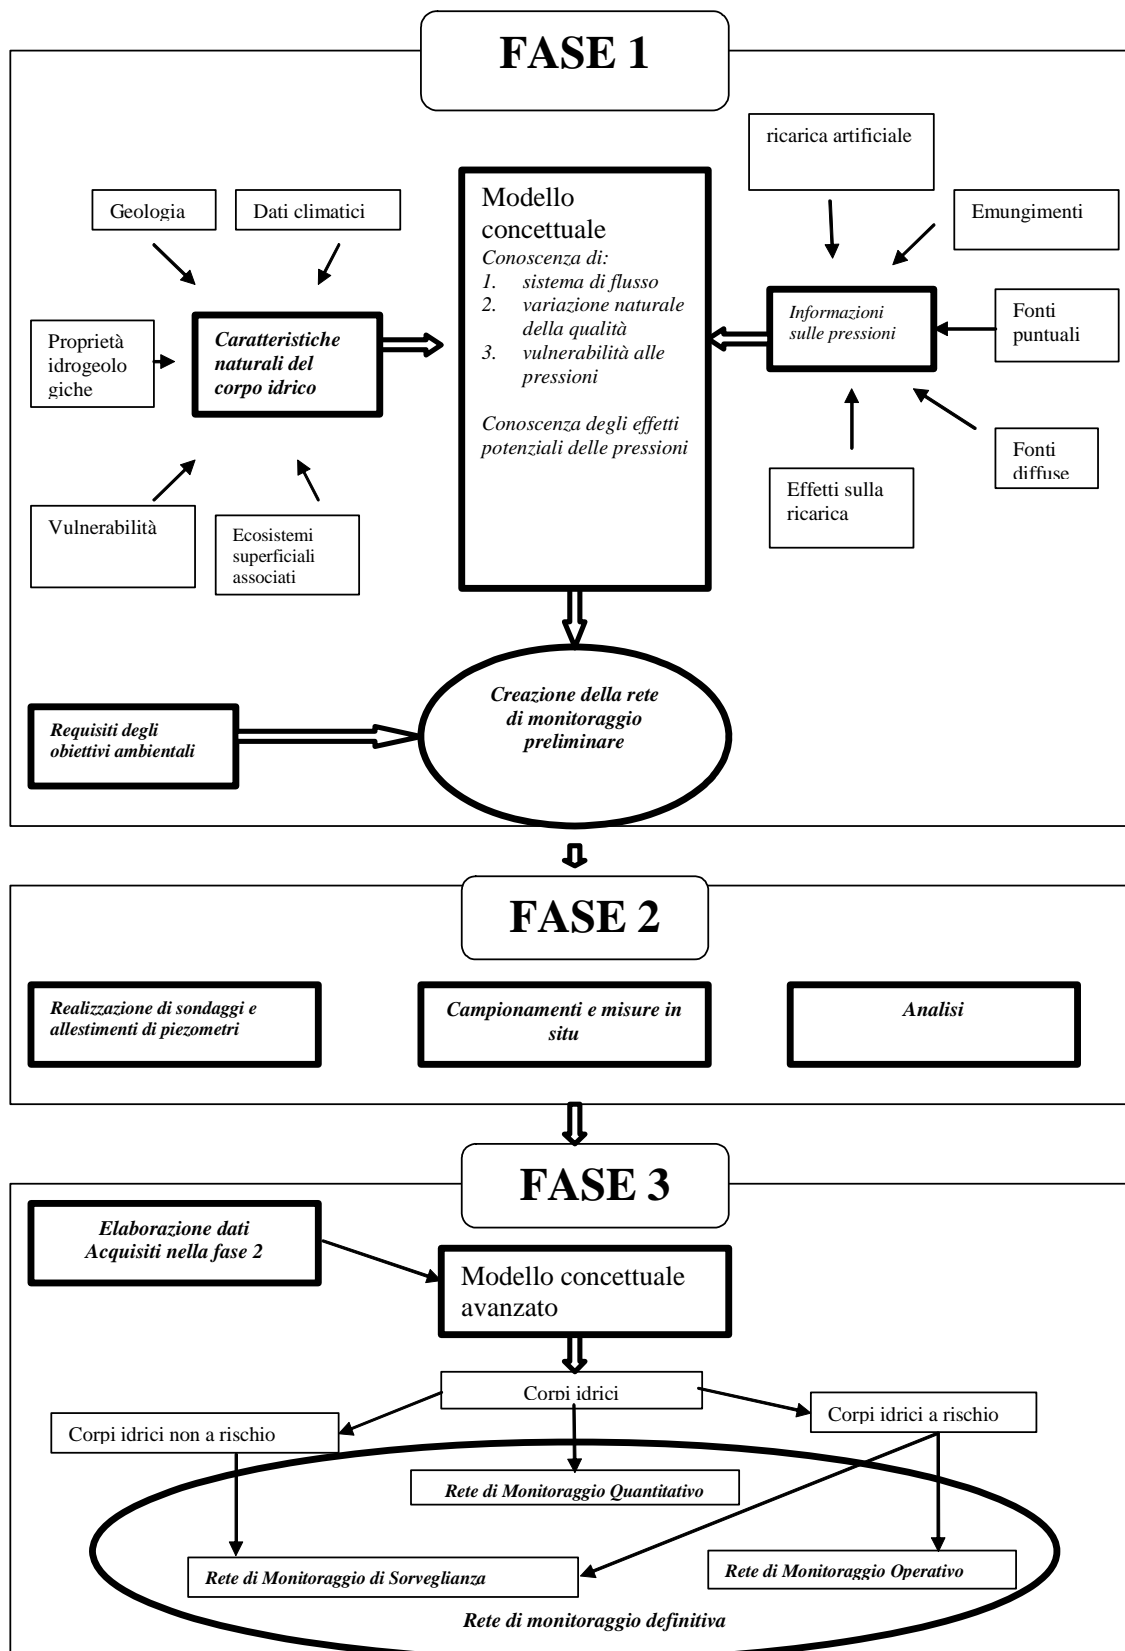 FASE 1
ricarica artificiale
Geologia
Dati climatici
Emungimenti
Modello
concettuale
Conoscenza di:
1. sistema di flusso
2. variazione naturale
della qualità
3. vulnerabilità alle
pressioni
Conoscenza degli effetti
potenziali delle pressioni
Proprietà
idrogeolo
giche
Caratteristiche
naturali del
corpo idrico
Informazioni
sulle pressioni
Fonti
puntuali
Fonti
diffuse
Vulnerabilità
Ecosistemi
superficiali
associati
Effetti sulla
ricarica
Creazione della rete
di monitoraggio
preliminare
Requisiti degli
obiettivi ambientali
FASE 2
Realizzazione di sondaggi e
allestimenti di piezometri
Campionamenti e misure in
situ
Analisi
FASE 3
Elaborazione dati
Acquisiti nella fase 2
Modello concettuale
avanzato
Corpi idrici
Corpi idrici non a rischio
Corpi idrici a rischio
Rete di Monitoraggio Quantitativo
Rete di Monitoraggio di Sorveglianza
Rete di Monitoraggio Operativo
Rete di monitoraggio definitiva